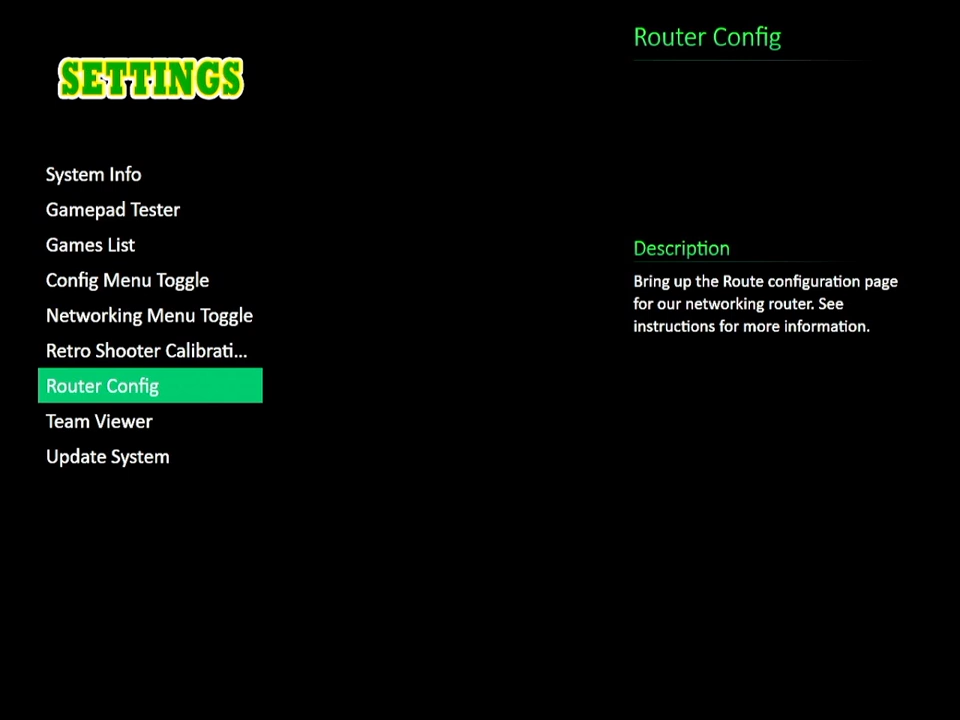 SETTINGS
System Info
Gamepad Tester
Games List
Config Menu Toggle
Networking Menu Toggle
Retro Shooter Calibrati...
Router Config
Team Viewer
Update System
Router Config
Description
Bring up the Route configuration page
for our networking router. See
instructions for more information.